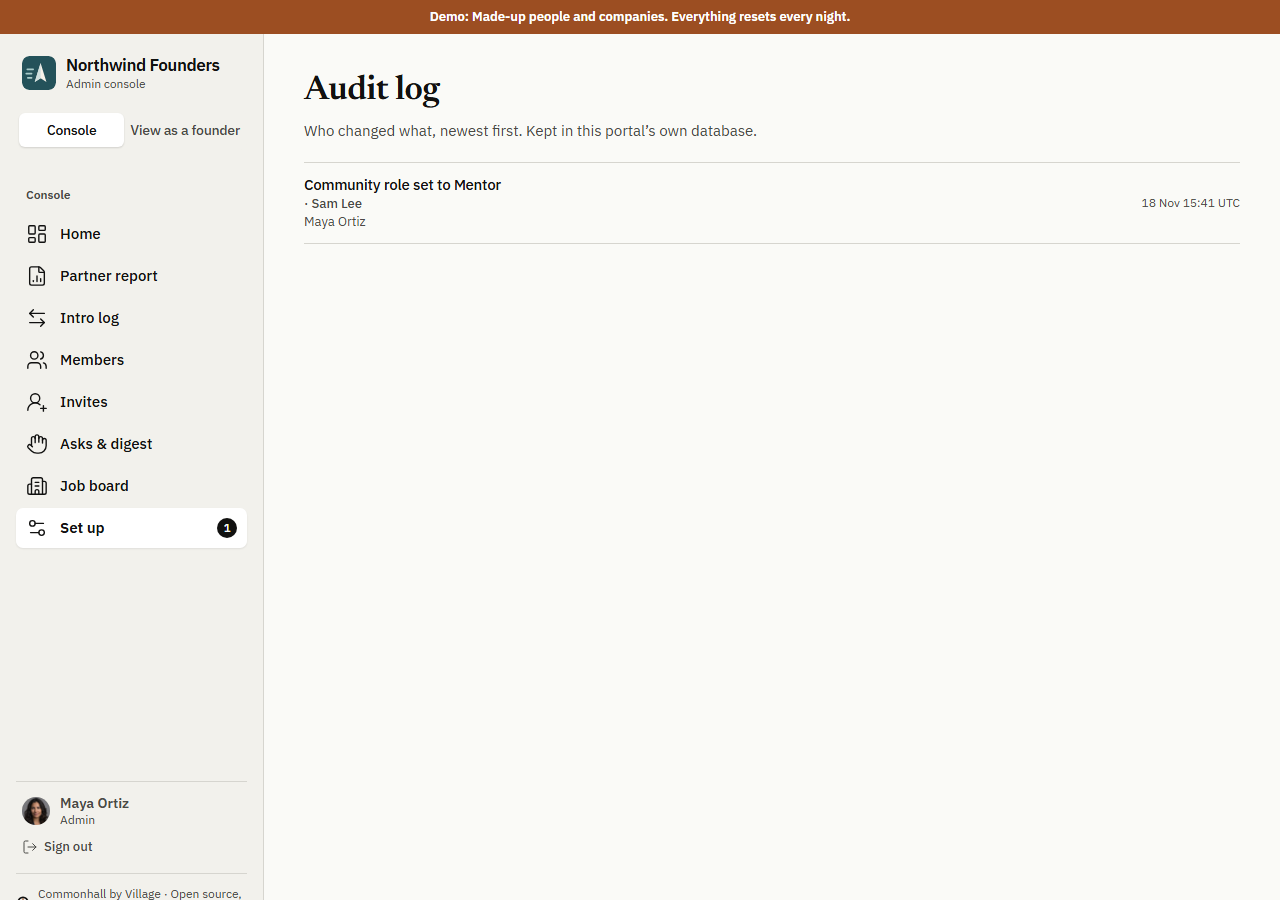 Demo: Made-up people and companies. Everything resets every night.
Northwind Founders
Admin console
Console
View as a founder
Console
Home
Partner report
Intro log
Members
Invites
Asks & digest
Job board
Set up
1
Maya Ortiz
Admin
Sign out
Commonhall by Village · Open source,
Audit log
Who changed what, newest first. Kept in this portal’s own database.
Community role set to Mentor
· Sam Lee
Maya Ortiz
18 Nov 15:41 UTC